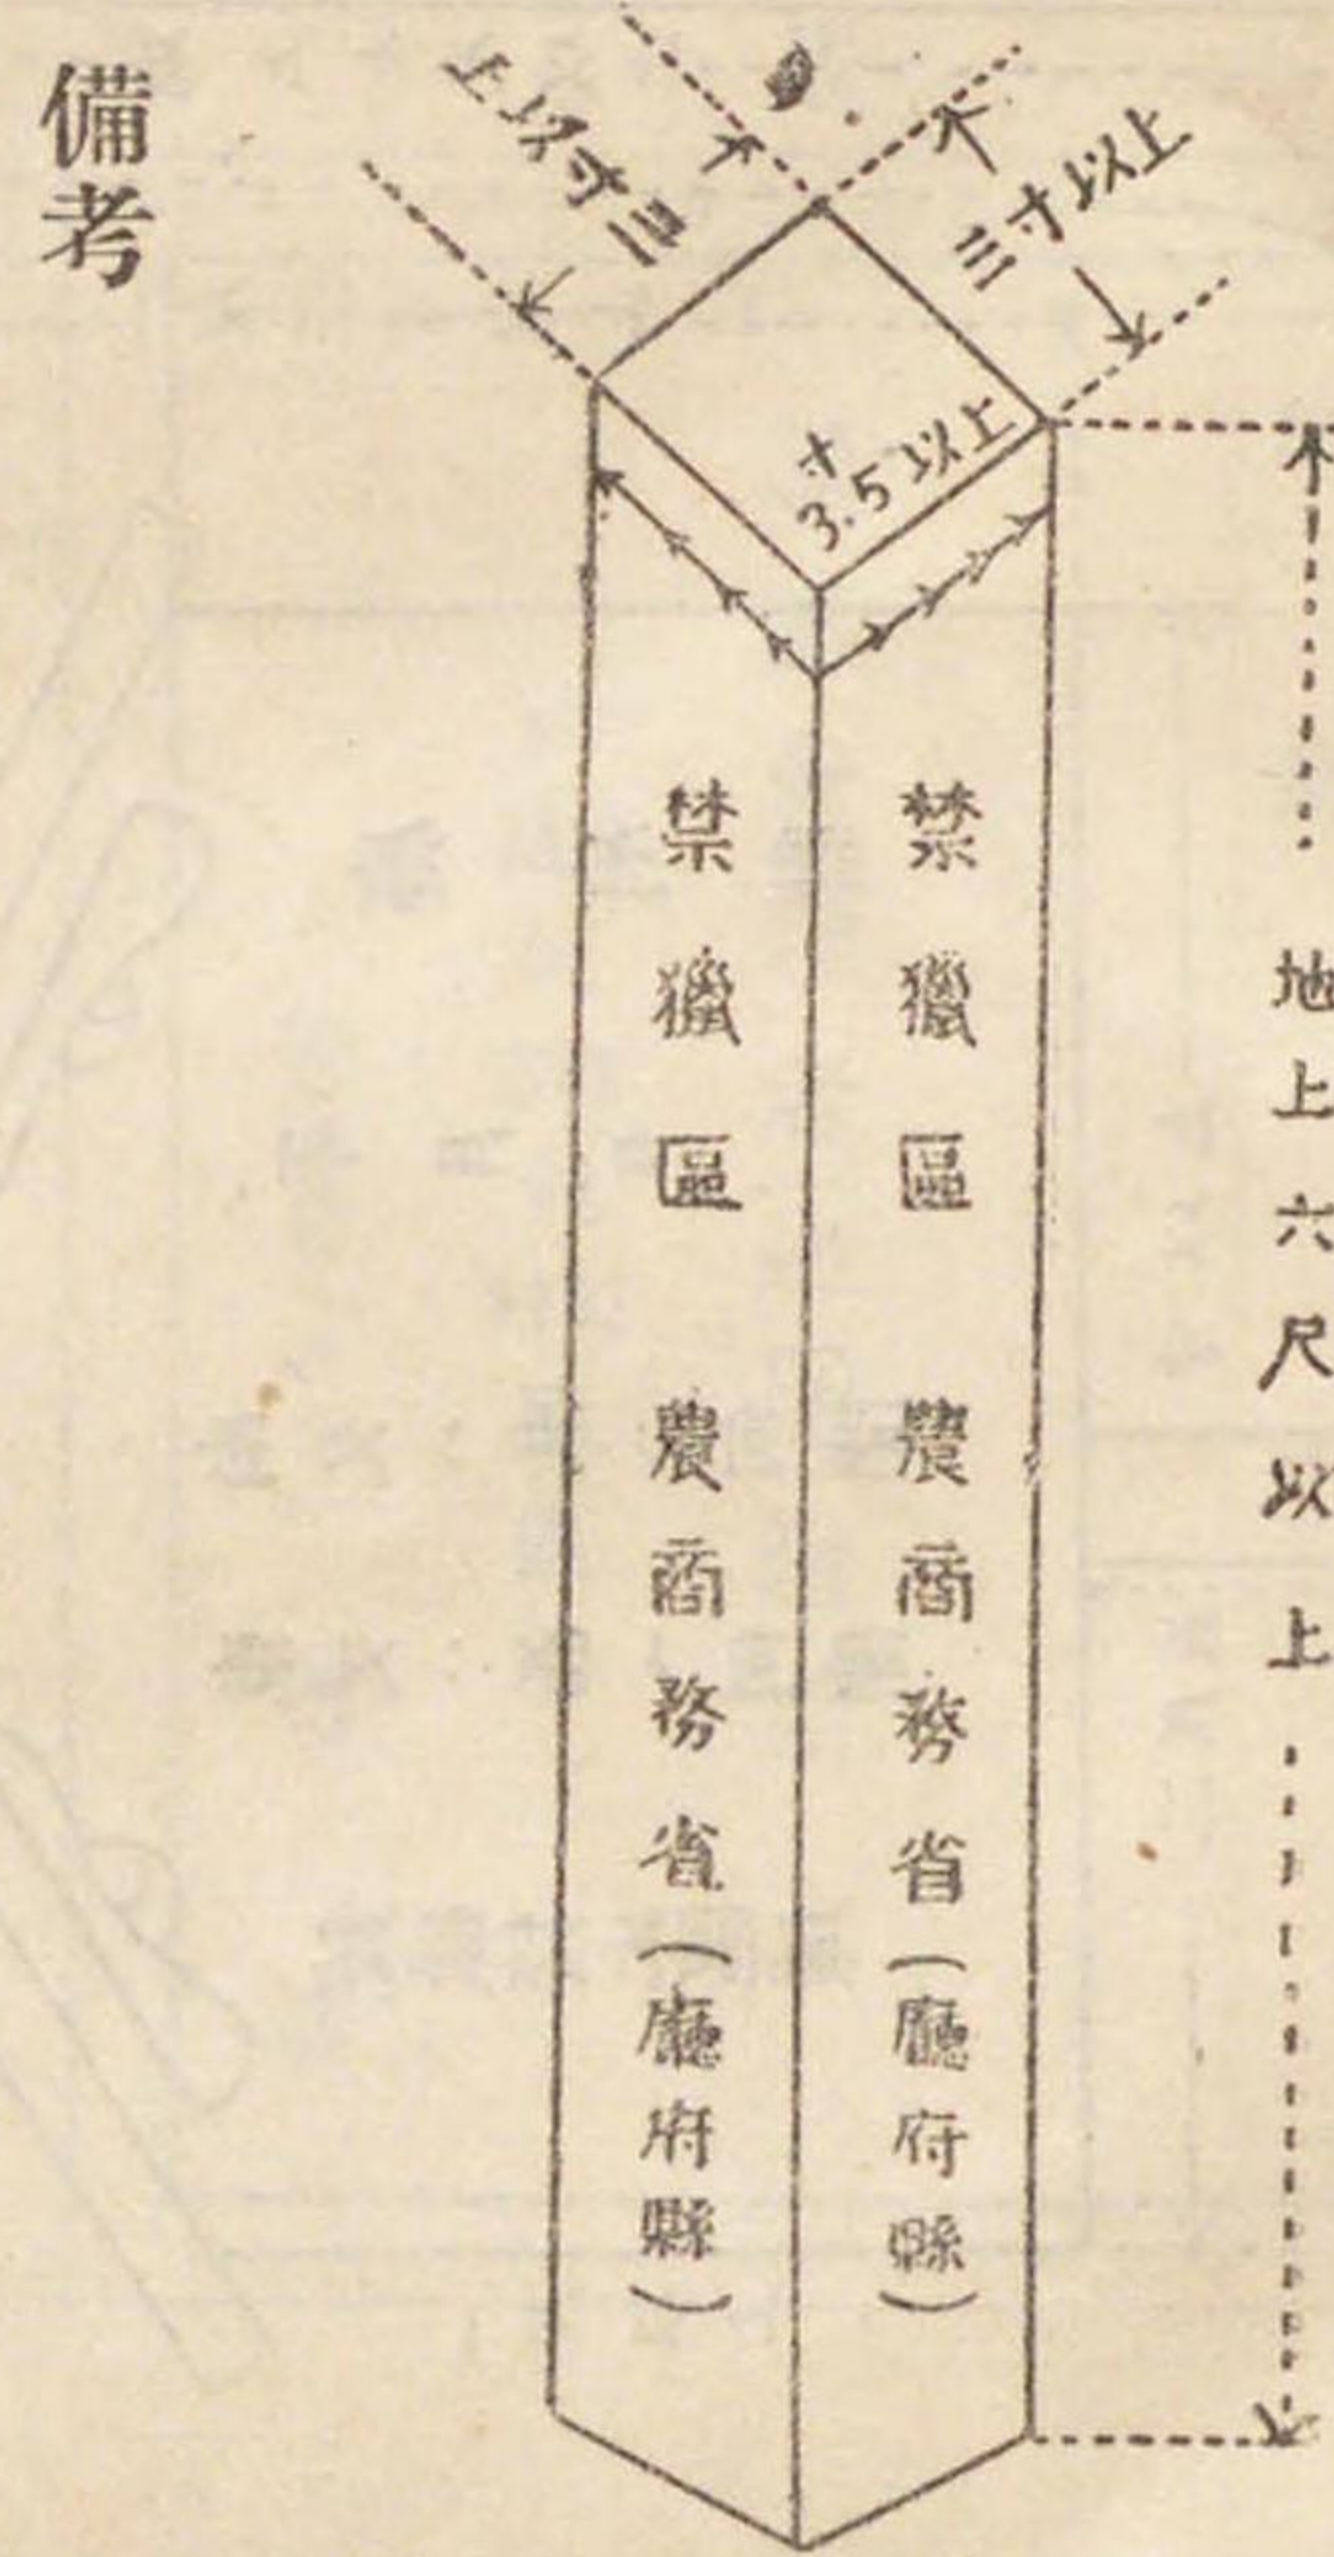 地上六尺以上
三寸以上
三寸以上
寸
3.5以上
禁獵區 農商務省(廳府縣)
禁獵區 農商務省(廳府縣)
備考